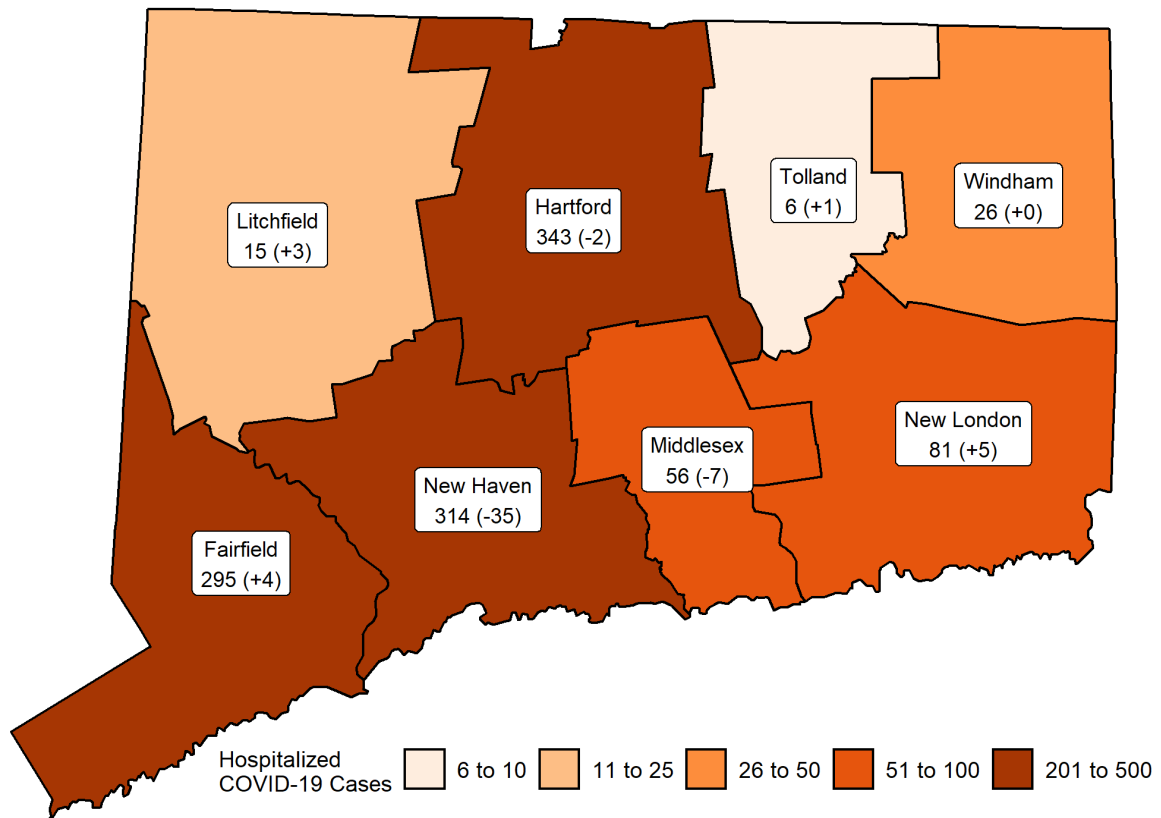 Litchfield
15 (+3)
Hartford
343 (-2)
Tolland
6 (+1)
Windham
26 (+0)
Fairfield
295 (+4)
New Haven
314 (-35)
Middlesex
56 (-7)
New London
81 (+5)
Hospitalized
COVID-19 Cases
6 to 10
11 to 25
26 to 50
51 to 100
201 to 500